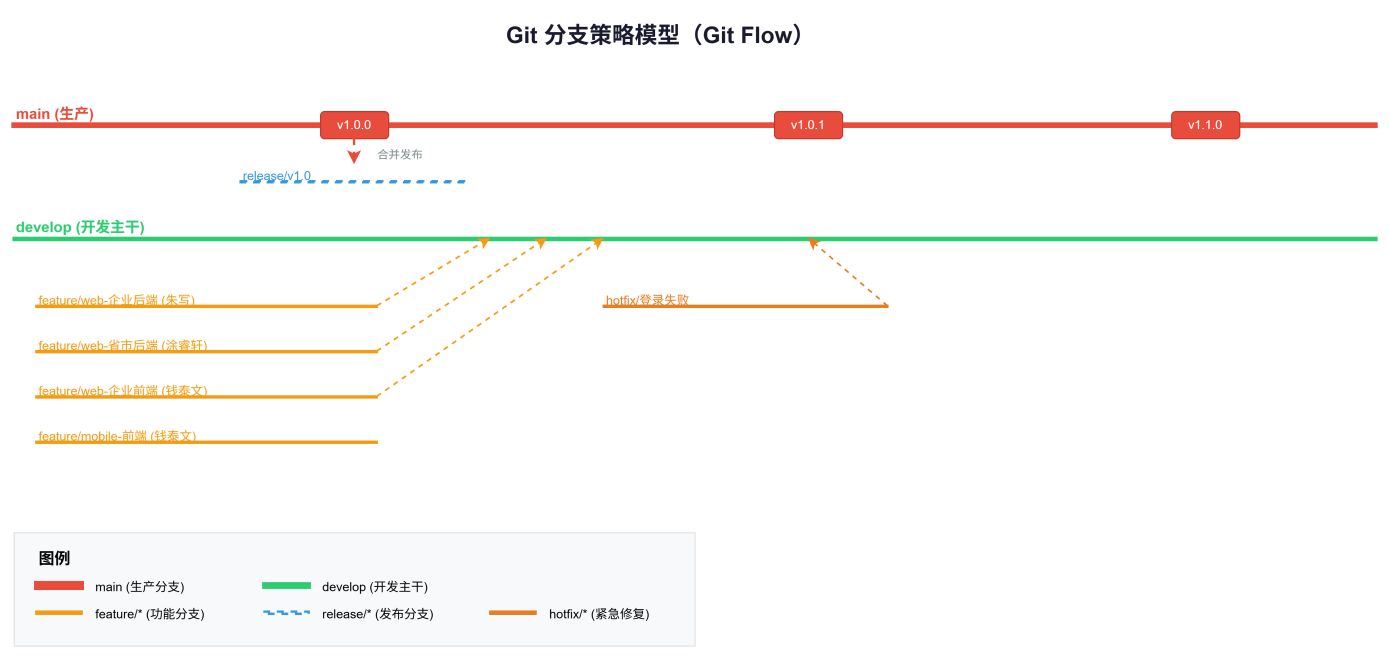 Git 分支策略模型（Git Flow）
main (生产)
v1.0.0
v1.0.1
v1.1.0
合并发布
release/v1.0
develop (开发主干)
feature/web-企业后端 (朱写)
hotfix/登录失败
feature/web-省市后端 (涂睿轩)
feature/web-企业前端 (钱泰文)
feature/mobile-前端 (钱泰文)
图例
main (生产分支)
develop (开发主干)
feature/* (功能分支)
release/* (发布分支)
hotfix/* (紧急修复)